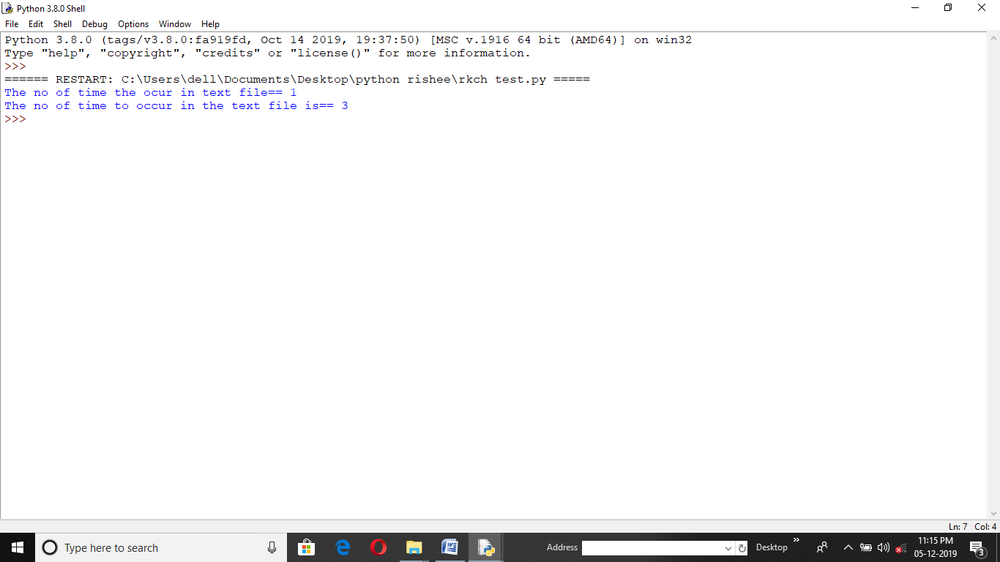 Python 3.8.0 Shell
File Edit Shell Debug Options Window Help
Python 3.8.0 (tags/v3.8.0:fa919fd, Oct 14 2019, 19:37:50) [MSC v.1916 64 bit (AMD64)] on win32
Type "help", "copyright", "credits" or "license()" for more information.
>>>
====== RESTART: C:\Users\dell\Documents\Desktop\python rishee\rkch test.py =====
The no of time the ocur in text file== 1
The no of time to occur in the text file is== 3
>>>
Ln: 7 Col: 4
Type here to search
Address
Desktop
11:15 PM
05-12-2019
3